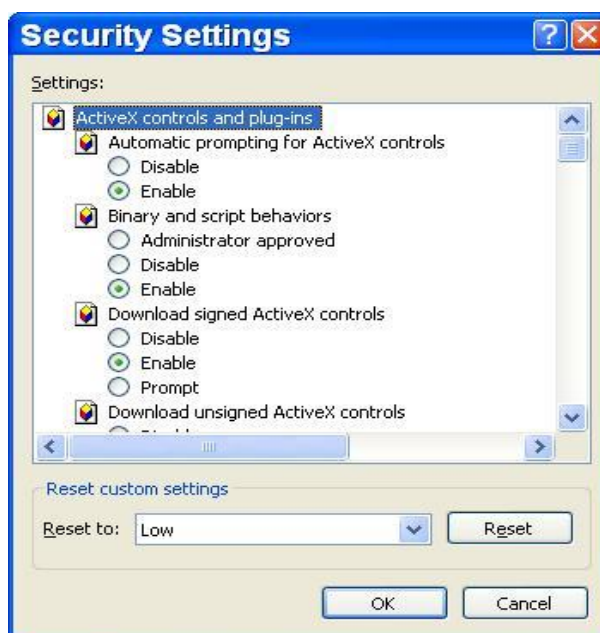 Security Settings
Settings:
ActiveX controls and plug-ins
Automatic prompting for ActiveX controls
Disable
Enable
Binary and script behaviors
Administrator approved
Disable
Enable
Download signed ActiveX controls
Disable
Enable
Prompt
Download unsigned ActiveX controls
Reset custom settings
Reset to: Low Reset
OK Cancel